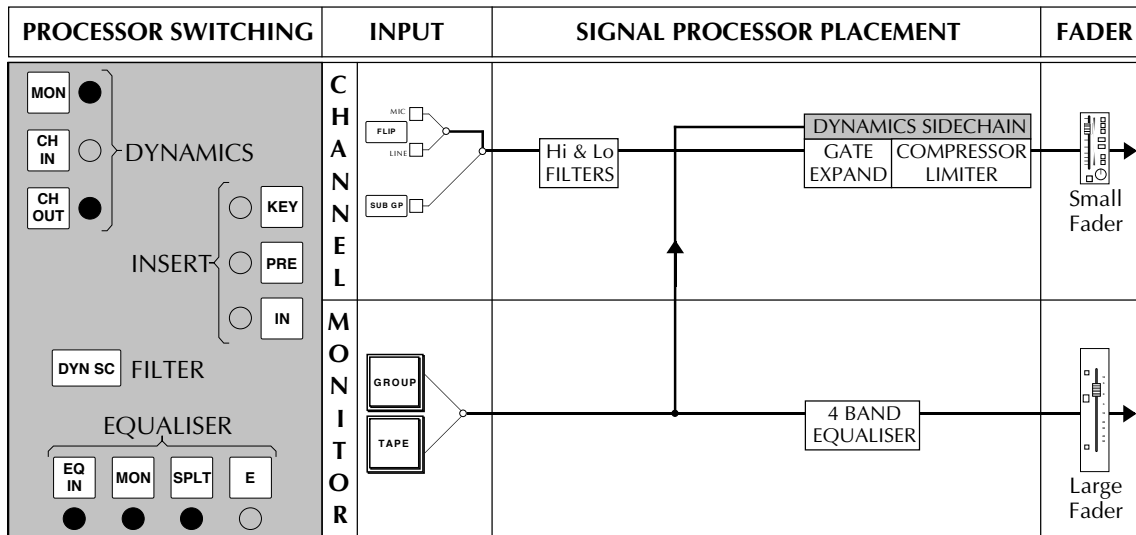 PROCESSOR SWITCHING
INPUT
SIGNAL PROCESSOR PLACEMENT
FADER
MON
CH
IN
CH
OUT
DYNAMICS
INSERT
KEY
PRE
IN
DYN SC
FILTER
EQUALISER
EQ
IN
MON
SPLT
E
CHANNEL
MIC
FLIP
LINE
SUB GP
Hi & Lo
FILTERS
DYNAMICS SIDECHAIN
GATE
EXPAND
COMPRESSOR
LIMITER
Small
Fader
MONITOR
GROUP
TAPE
4 BAND
EQUALISER
Large
Fader